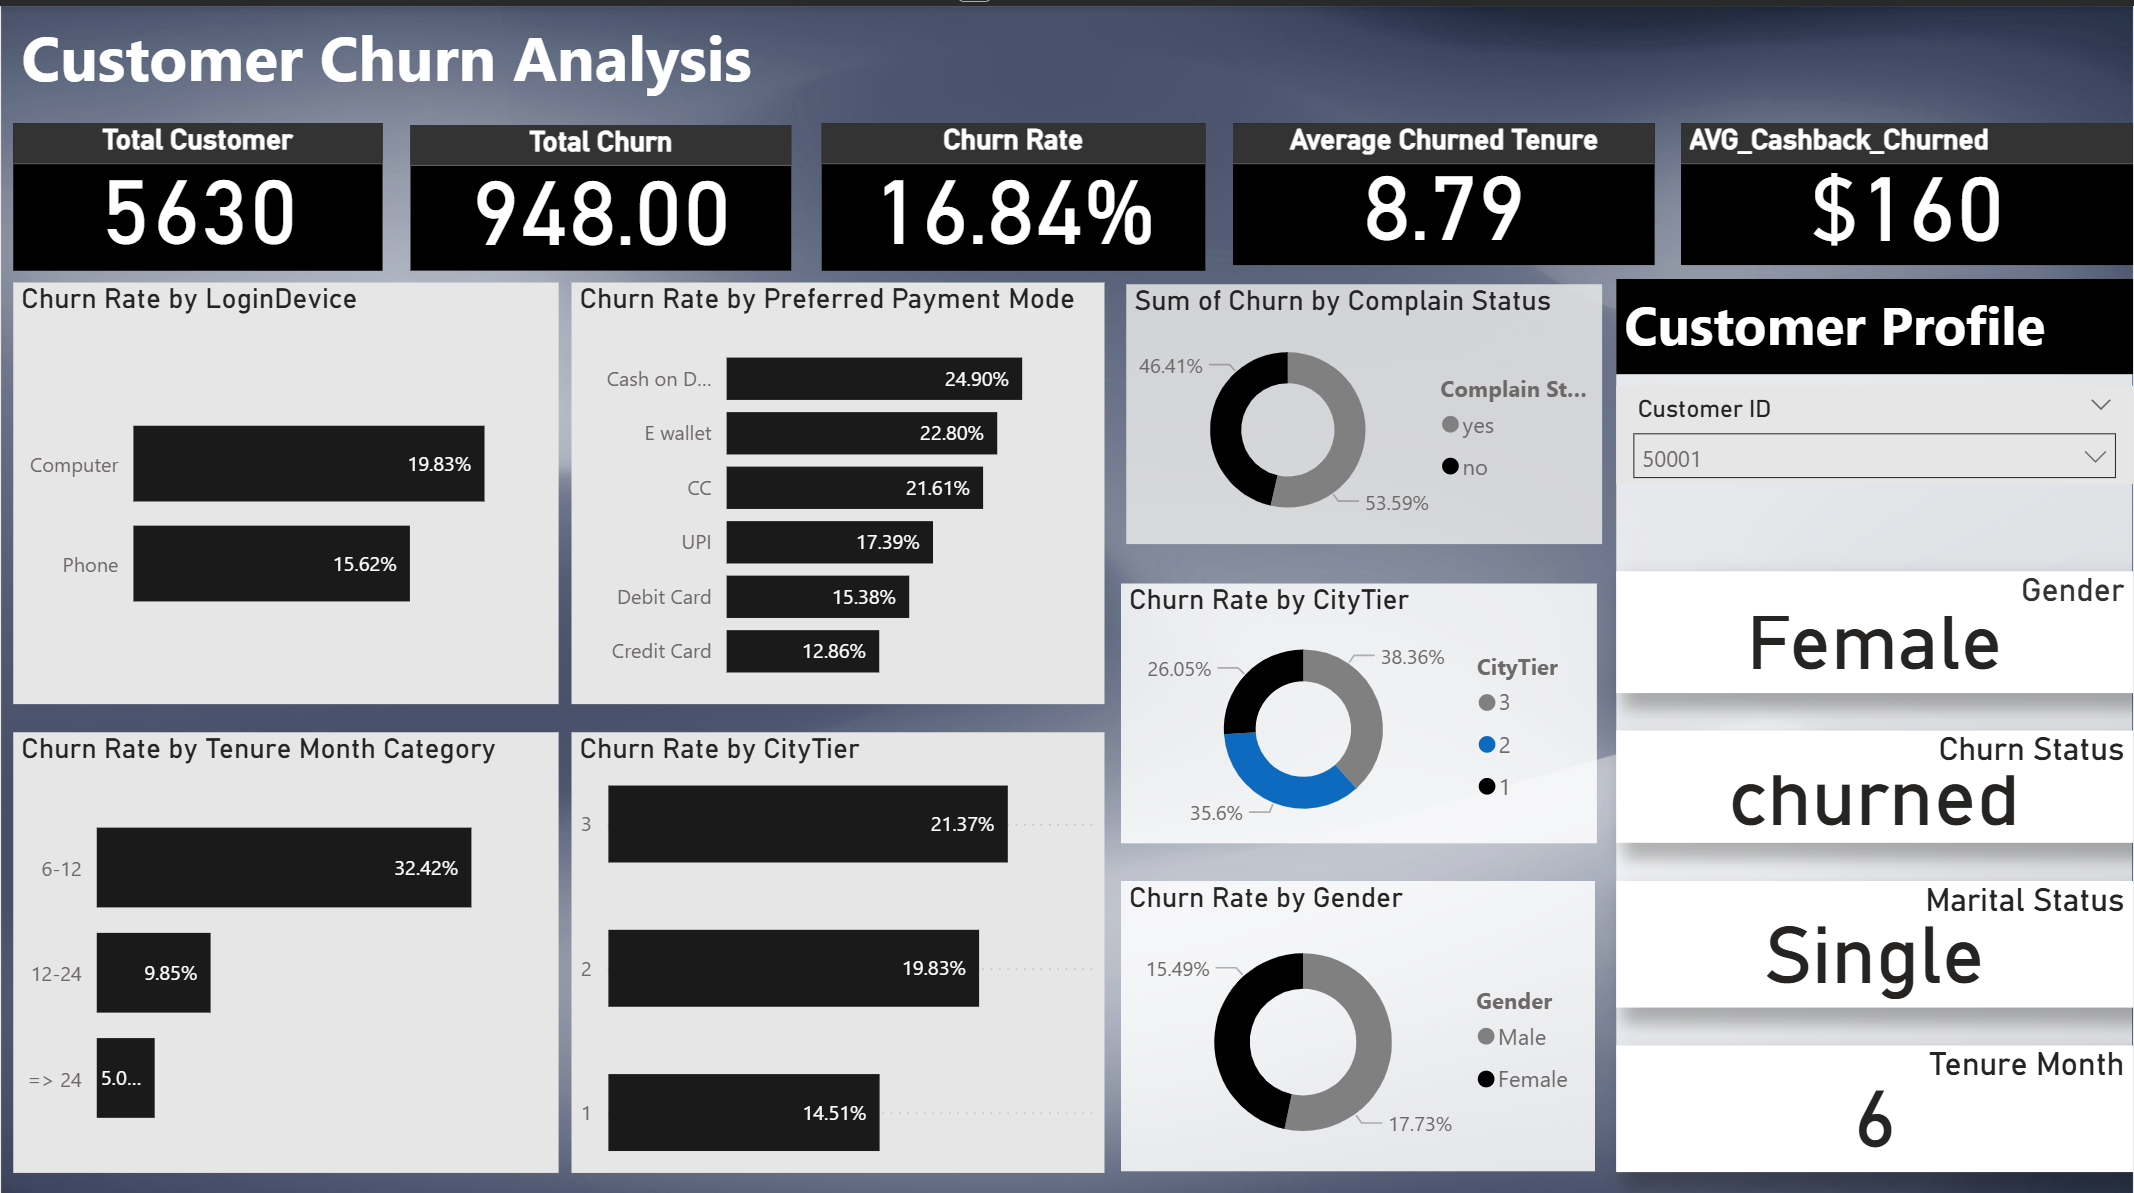 Customer Churn Analysis
Total Customer
5630
Total Churn
948.00
Churn Rate
16.84%
Average Churned Tenure
8.79
AVG_Cashback_Churned
$160
Churn Rate by LoginDevice
Computer
19.83%
Phone
15.62%
Churn Rate by Preferred Payment Mode
Cash on D...
24.90%
E wallet
22.80%
CC
21.61%
UPI
17.39%
Debit Card
15.38%
Credit Card
12.86%
Sum of Churn by Complain Status
46.41%
53.59%
Complain St...
yes
no
Churn Rate by CityTier
26.05%
38.36%
35.6%
CityTier
3
2
1
Churn Rate by Tenure Month Category
6-12
32.42%
12-24
9.85%
=> 24
5.0...
Churn Rate by CityTier
3
21.37%
2
19.83%
1
14.51%
Churn Rate by Gender
15.49%
17.73%
Gender
Male
Female
Customer Profile
Customer ID
50001
Gender
Female
Churn Status
churned
Marital Status
Single
Tenure Month
6